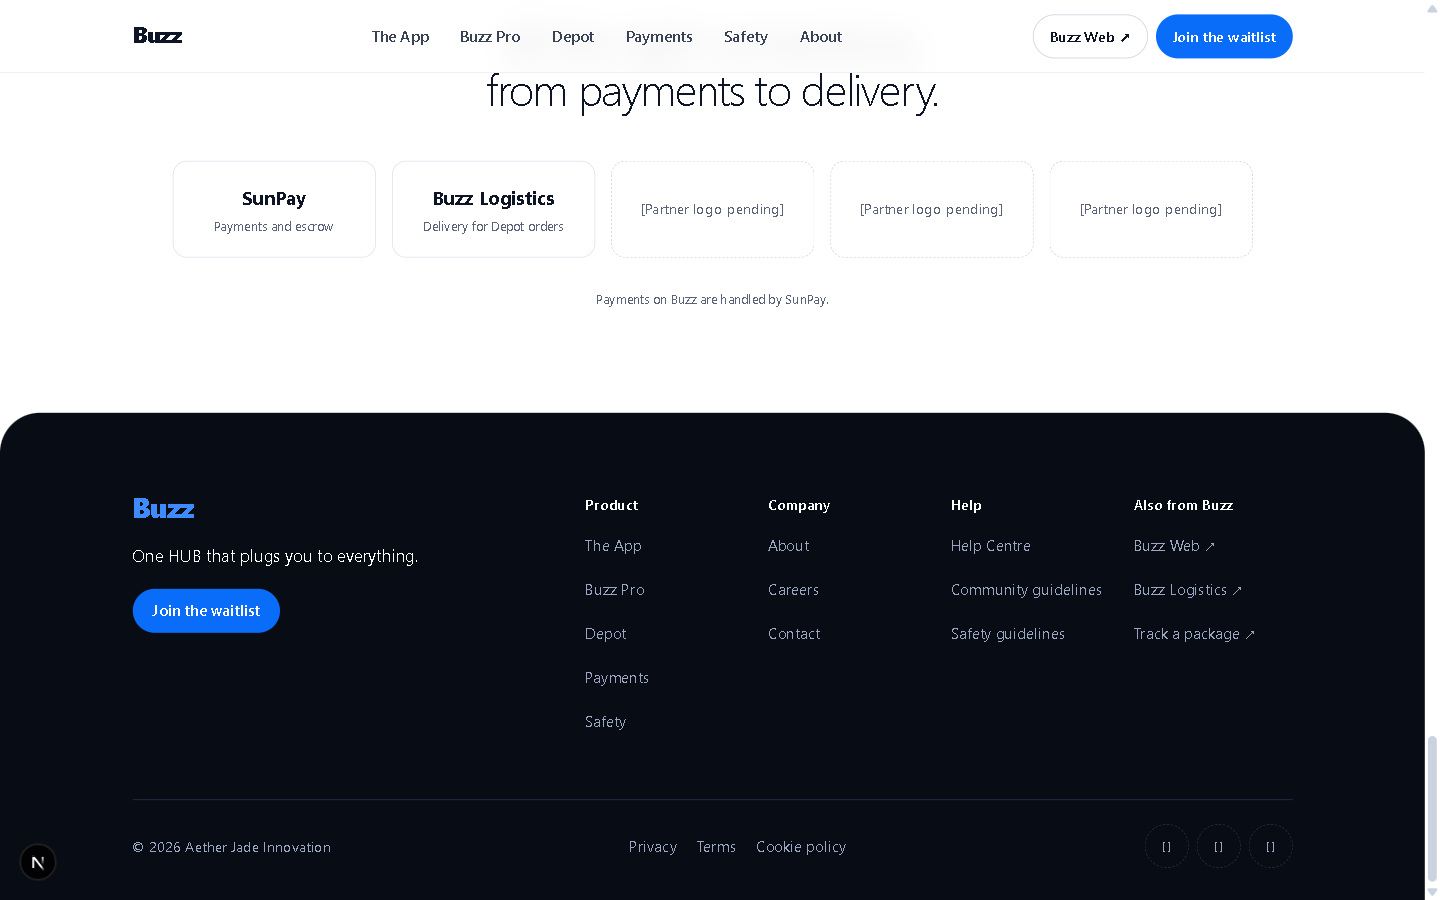 Buzz
The App
Buzz Pro
Depot
Payments
Safety
About
Buzz Web ↗
Join the waitlist
from payments to delivery.
SunPay
Payments and escrow
Buzz Logistics
Delivery for Depot orders
[Partner logo pending]
[Partner logo pending]
[Partner logo pending]
Payments on Buzz are handled by SunPay.
Buzz
One HUB that plugs you to everything.
Join the waitlist
Product
The App
Buzz Pro
Depot
Payments
Safety
Company
About
Careers
Contact
Help
Help Centre
Community guidelines
Safety guidelines
Also from Buzz
Buzz Web ↗
Buzz Logistics ↗
Track a package ↗
© 2026 Aether Jade Innovation
Privacy
Terms
Cookie policy
[]
[]
[]
N